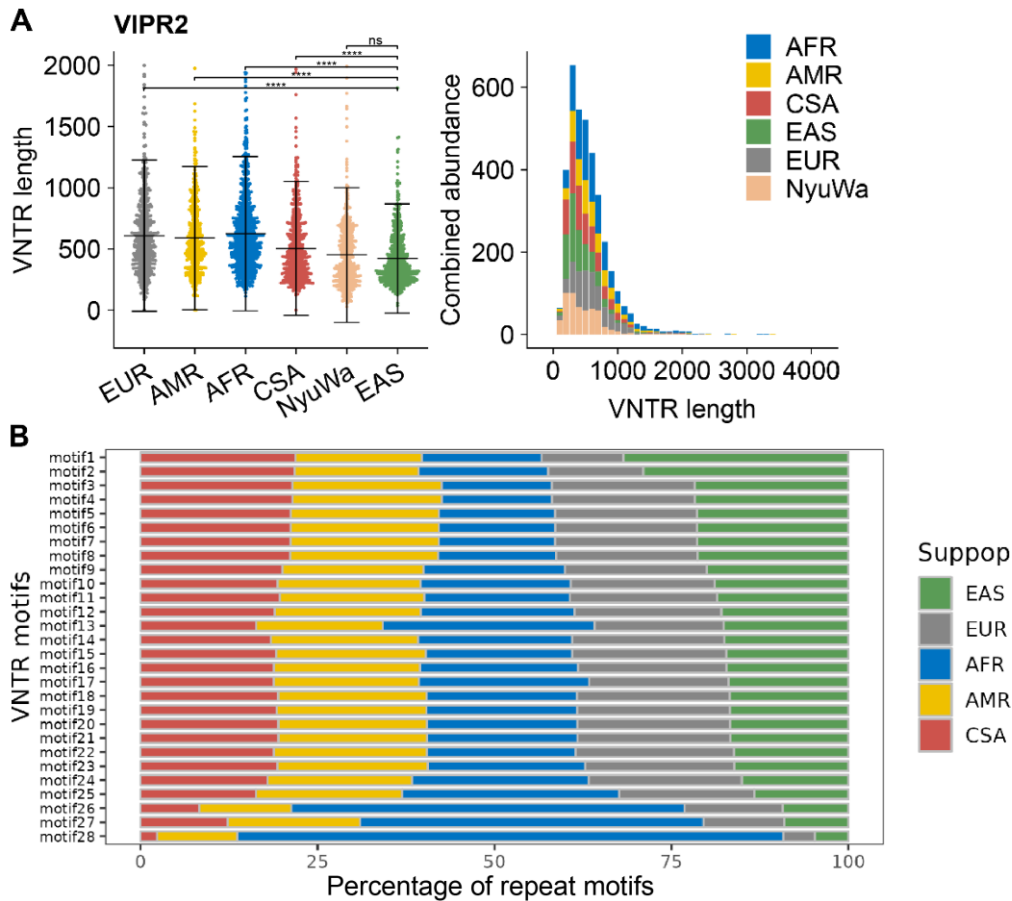 A
VIPR2
ns
****
****
****
****
VNTR length
2000
1500
1000
500
0
EUR
AMR
AFR
CSA
NyuWa
EAS
Combined abundance
600
400
200
0
0 1000 2000 3000 4000
VNTR length
AFR
AMR
CSA
EAS
EUR
NyuWa
B
VNTR motifs
motif1
motif2
motif3
motif4
motif5
motif6
motif7
motif8
motif9
motif10
motif11
motif12
motif13
motif14
motif15
motif16
motif17
motif18
motif19
motif20
motif21
motif22
motif23
motif24
motif25
motif26
motif27
motif28
0 25 50 75 100
Percentage of repeat motifs
Suppop
EAS
EUR
AFR
AMR
CSA